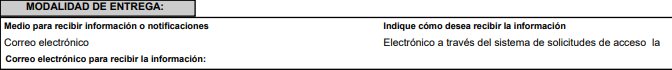 MODALIDAD DE ENTREGA:
Medio para recibir información o notificaciones Indique cómo desea recibir la información
Correo electrónico Electrónico a través del sistema de solicitudes de acceso la
Correo electrónico para recibir la información: